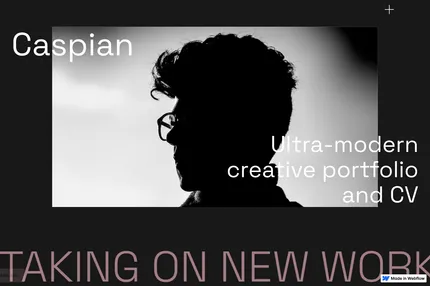 Caspian
Ultra-modern
creative portfolio
and CV
TAKING ON NEW WORK
Made in Webflow